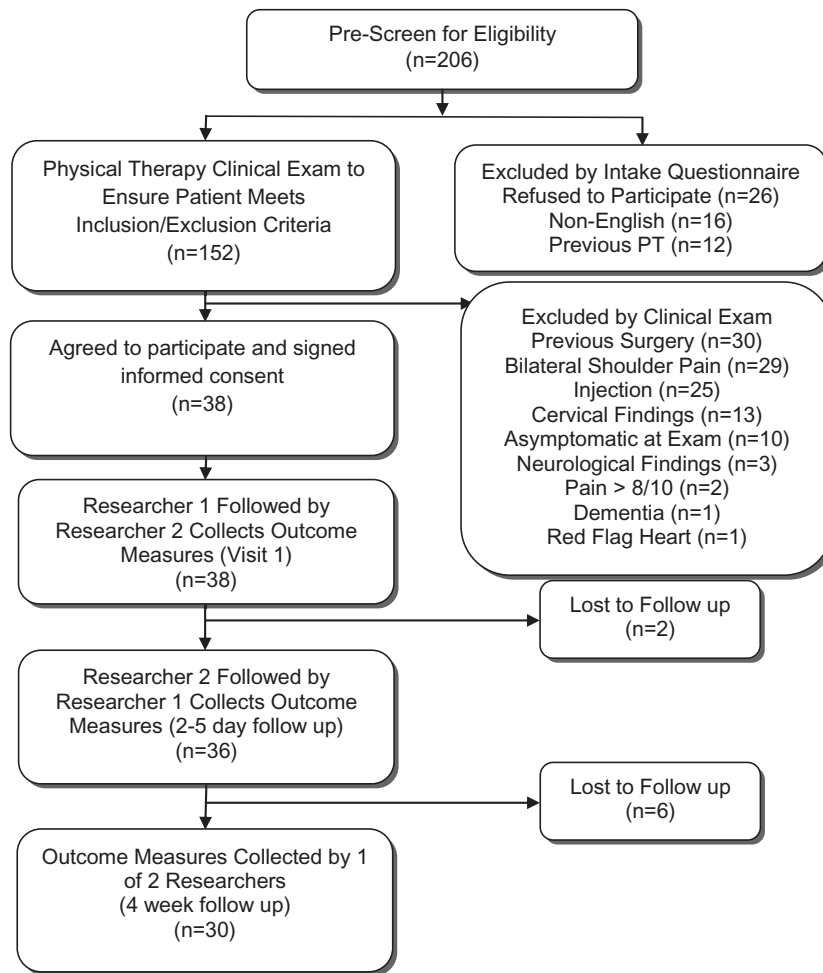 Pre-Screen for Eligibility
(n=206)
Physical Therapy Clinical Exam to
Ensure Patient Meets
Inclusion/Exclusion Criteria
(n=152)
Excluded by Intake Questionnaire
Refused to Participate (n=26)
Non-English (n=16)
Previous PT (n=12)
Excluded by Clinical Exam
Previous Surgery (n=30)
Bilateral Shoulder Pain (n=29)
Injection (n=25)
Cervical Findings (n=13)
Asymptomatic at Exam (n=10)
Neurological Findings (n=3)
Pain > 8/10 (n=2)
Dementia (n=1)
Red Flag Heart (n=1)
Agreed to participate and signed
informed consent
(n=38)
Researcher 1 Followed by
Researcher 2 Collects Outcome
Measures (Visit 1)
(n=38)
Lost to Follow up
(n=2)
Researcher 2 Followed by
Researcher 1 Collects Outcome
Measures (2-5 day follow up)
(n=36)
Lost to Follow up
(n=6)
Outcome Measures Collected by 1
of 2 Researchers
(4 week follow up)
(n=30)